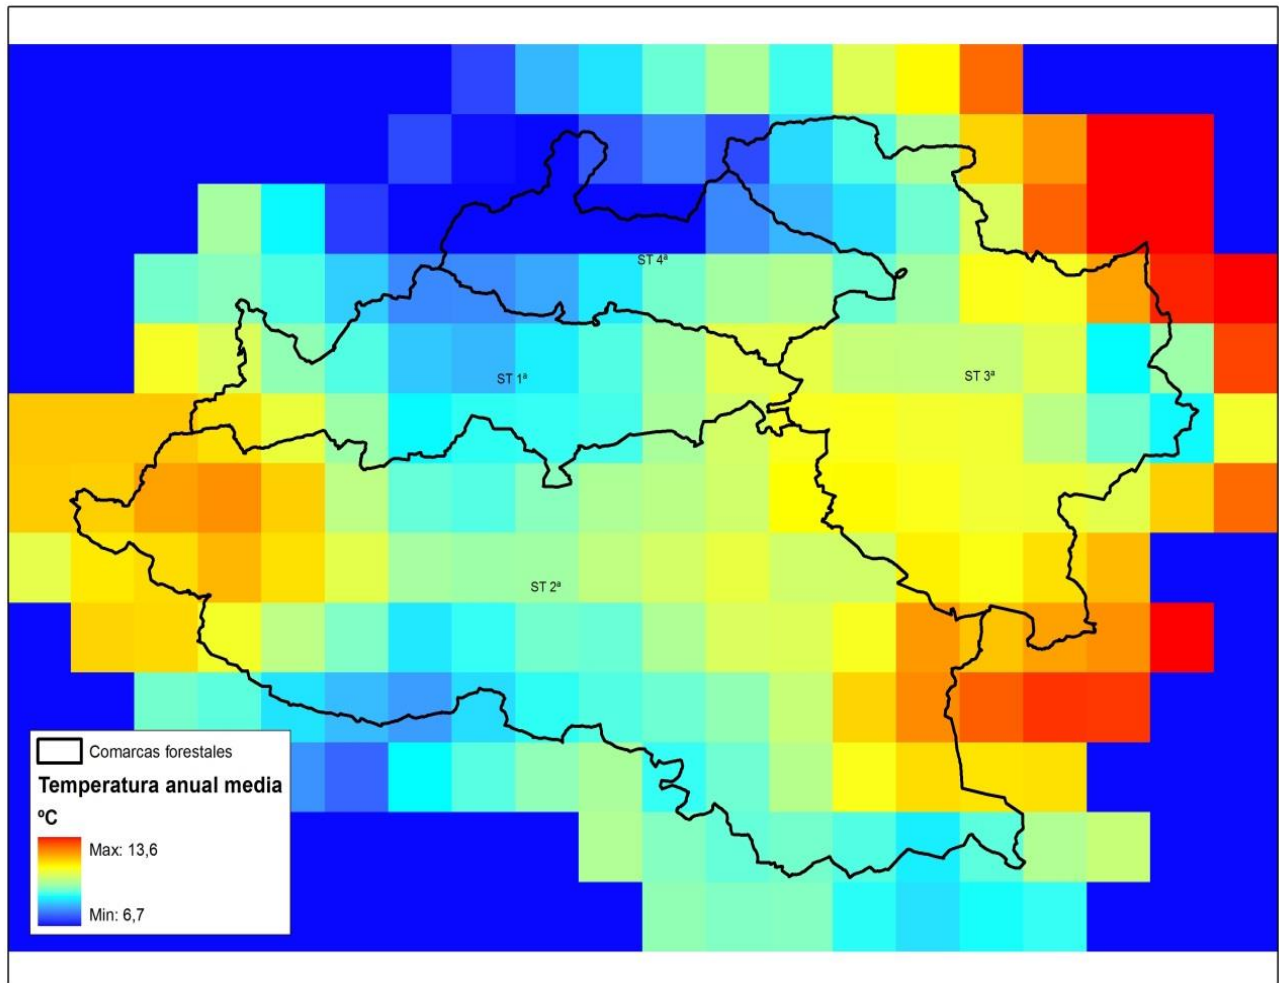 ST 4ª
ST 1ª
ST 3ª
ST 2ª
Comarcas forestales
Temperatura anual media
ºC
Max: 13,6
Min: 6,7